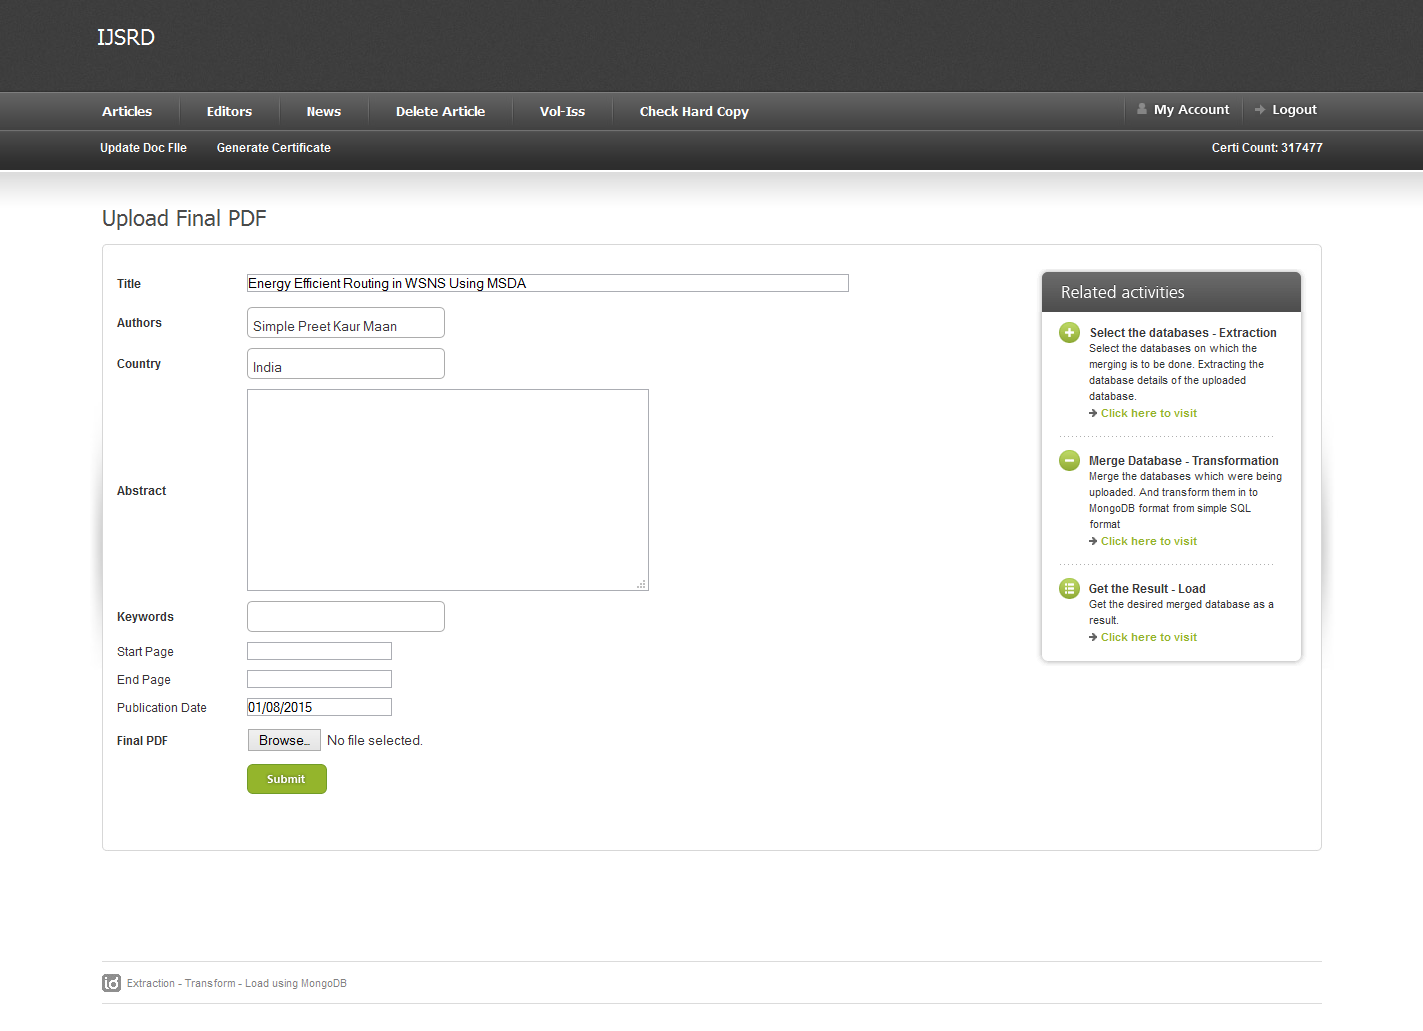 IJSRD
Articles Editors News Delete Article Vol-Iss Check Hard Copy My Account Logout
Update Doc FIle Generate Certificate Certi Count: 317477
Upload Final PDF
Title Energy Efficient Routing in WSNS Using MSDA
Authors Simple Preet Kaur Maan
Country India
Abstract
Keywords
Start Page
End Page
Publication Date 01/08/2015
Final PDF Browse... No file selected.
Submit
Related activities
Select the databases - Extraction
Select the databases on which the
merging is to be done. Extracting the
database details of the uploaded
database.
Click here to visit
Merge Database - Transformation
Merge the databases which were being
uploaded. And transform them in to
MongoDB format from simple SQL
format
Click here to visit
Get the Result - Load
Get the desired merged database as a
result.
Click here to visit
Extraction - Transform - Load using MongoDB